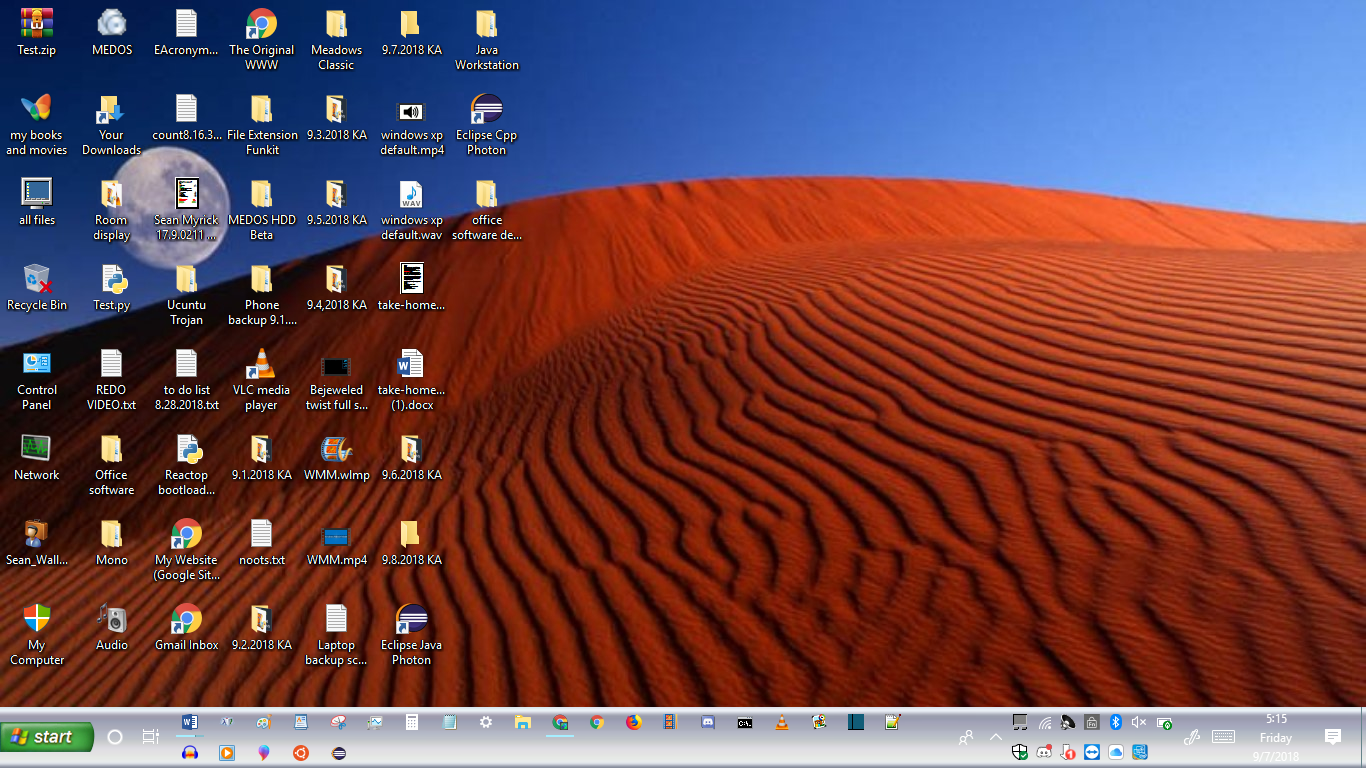 Test.zip
MEDOS
EAcronym...
The Original
WWW
Meadows
Classic
9.7.2018 KA
Java
Workstation
my books
and movies
Your
Downloads
count8.16.3...
File Extension
Funkit
9.3.2018 KA
windows xp
default.mp4
Eclipse Cpp
Photon
all files
Room
display
Sean Myrick
17.9.0211 ...
MEDOS HDD
Beta
9.5.2018 KA
windows xp
default.wav
office
software de...
Recycle Bin
Test.py
Ucuntu
Trojan
Phone
backup 9.1....
9.4,2018 KA
take-home...
Control
Panel
REDO
VIDEO.txt
to do list
8.28.2018.txt
VLC media
player
Bejeweled
twist full s...
take-home...
(1).docx
Network
Office
software
Reactop
bootload...
9.1.2018 KA
WMM.wlmp
9.6.2018 KA
Sean_Wall...
Mono
My Website
(Google Sit...
noots.txt
WMM.mp4
9.8.2018 KA
My
Computer
Audio
Gmail Inbox
9.2.2018 KA
Laptop
backup sc...
Eclipse Java
Photon
start
5:15
Friday
9/7/2018